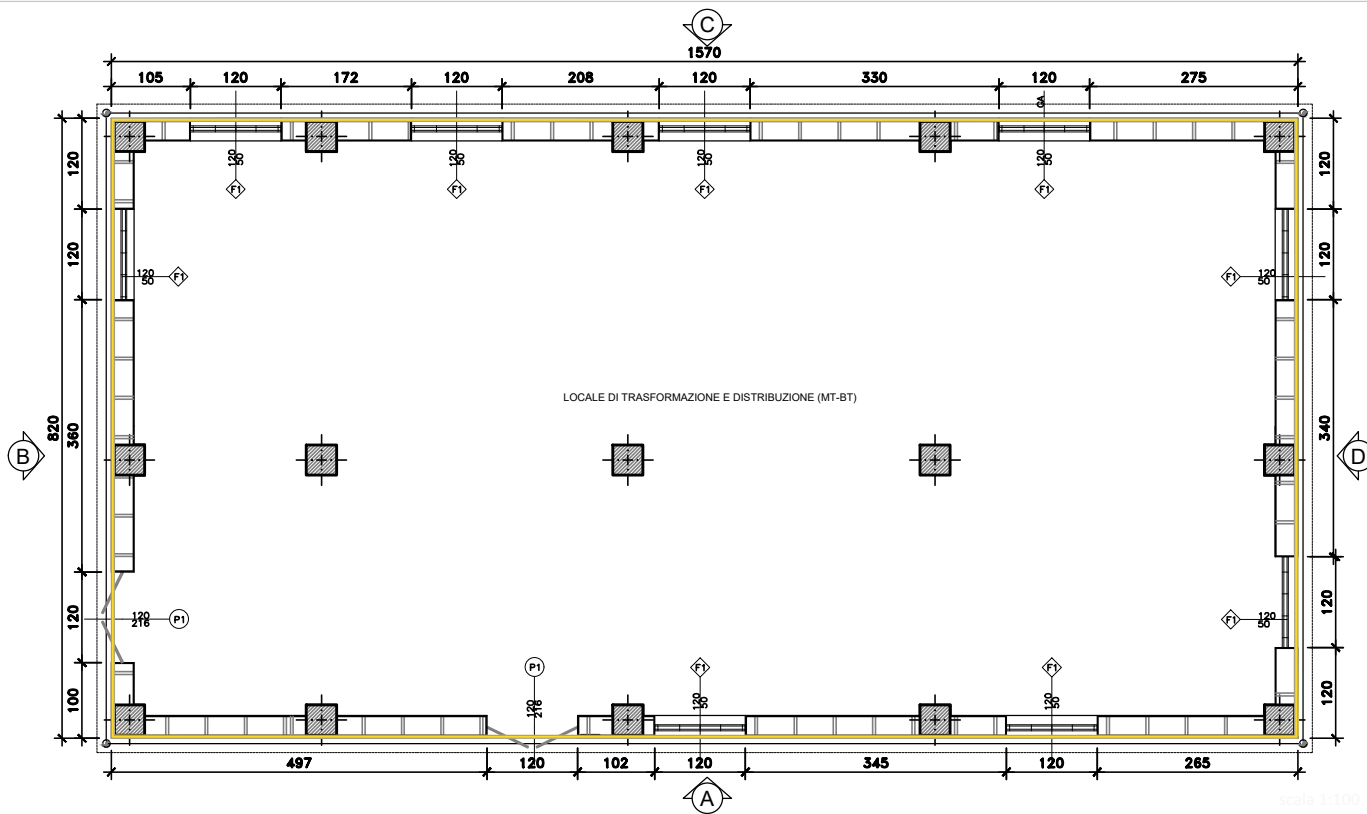 C
1570
105 120 172 120 208 120 330 120 275
CA
120 50 120 50 120 50 120 50
F1 F1 F1 F1
820
120 120 360 120 100
120 120 340 120 120
120 50 F1
F1 120 50
LOCALE DI TRASFORMAZIONE E DISTRIBUZIONE (MT-BT)
B
D
120 216 P1
F1 120 50
P1 F1 F1
120 216 120 50 120 50
497 120 102 120 345 120 265
A
scala 1:100